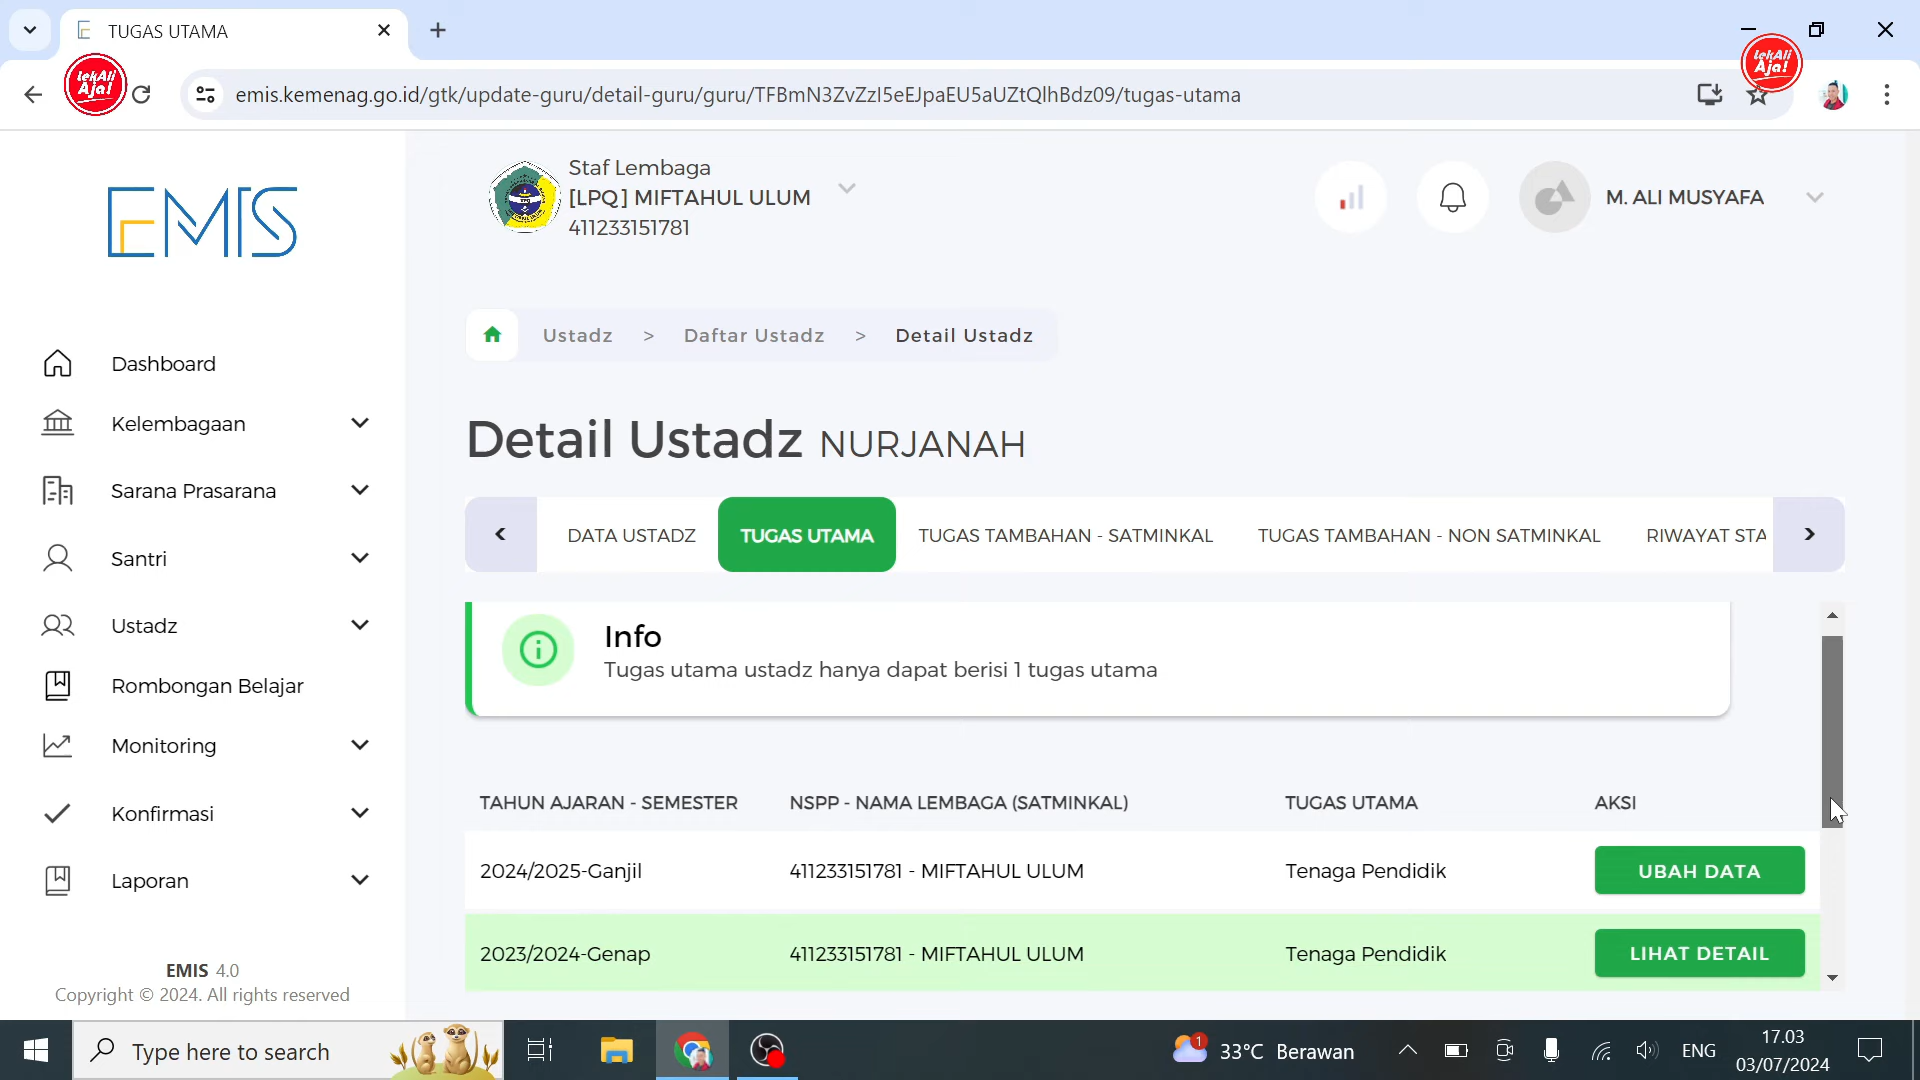 TUGAS UTAMA
lekAli
Aja!
lekAli
Aja!
emis.kemenag.go.id/gtk/update-guru/detail-guru/guru/TFBmN3ZvZzI5eEJpaEU5aUZtQlhBdz09/tugas-utama
EMIS
Staf Lembaga
[LPQ] MIFTAHUL ULUM
411233151781
M. ALI MUSYAFA
Ustadz > Daftar Ustadz > Detail Ustadz
Detail Ustadz NURJANAH
DATA USTADZ TUGAS UTAMA TUGAS TAMBAHAN - SATMINKAL TUGAS TAMBAHAN - NON SATMINKAL RIWAYAT STA
Dashboard
Kelembagaan
Sarana Prasarana
Santri
Ustadz
Rombongan Belajar
Monitoring
Konfirmasi
Laporan
EMIS 4.0
Copyright © 2024. All rights reserved
Info
Tugas utama ustadz hanya dapat berisi 1 tugas utama
TAHUN AJARAN - SEMESTER NSPP - NAMA LEMBAGA (SATMINKAL) TUGAS UTAMA AKSI
2024/2025-Ganjil 411233151781 - MIFTAHUL ULUM Tenaga Pendidik UBAH DATA
2023/2024-Genap 411233151781 - MIFTAHUL ULUM Tenaga Pendidik LIHAT DETAIL
Type here to search
1
33°C Berawan
ENG
17.03
03/07/2024